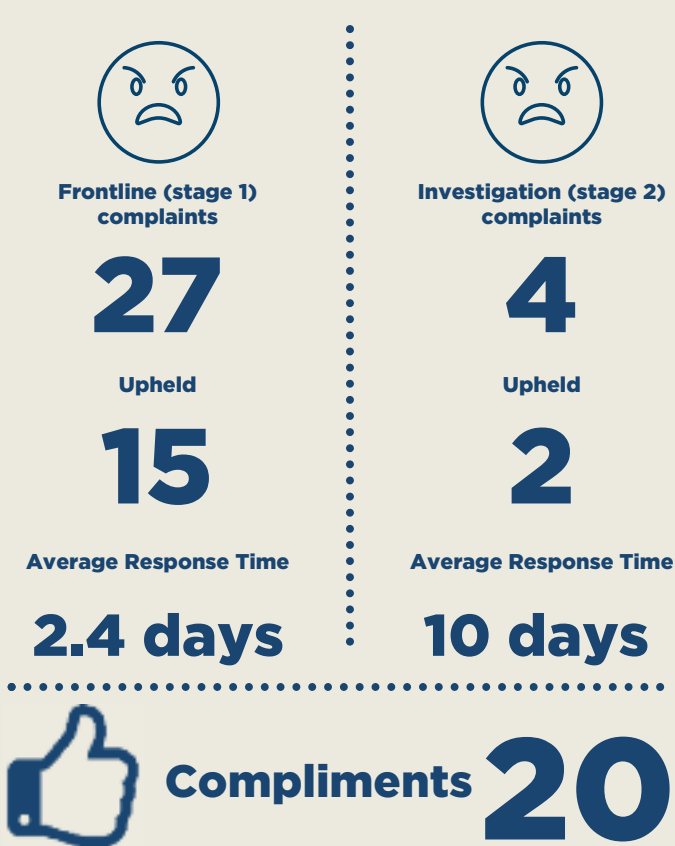 Frontline (stage 1)
complaints
27
Upheld
15
Average Response Time
2.4 days
Investigation (stage 2)
complaints
4
Upheld
2
Average Response Time
10 days
Compliments 20